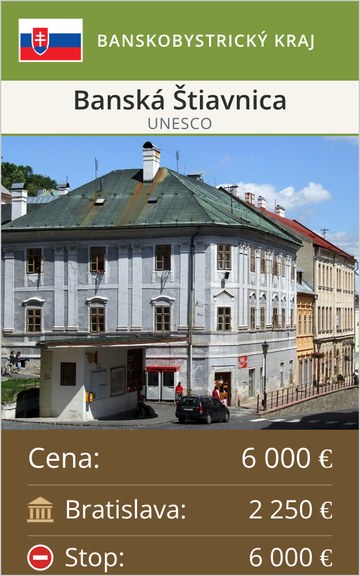 BANSKOBYSTRICKÝ KRAJ
Banská Štiavnica
UNESCO
Cena: 6 000 €
Bratislava: 2 250 €
Stop: 6 000 €